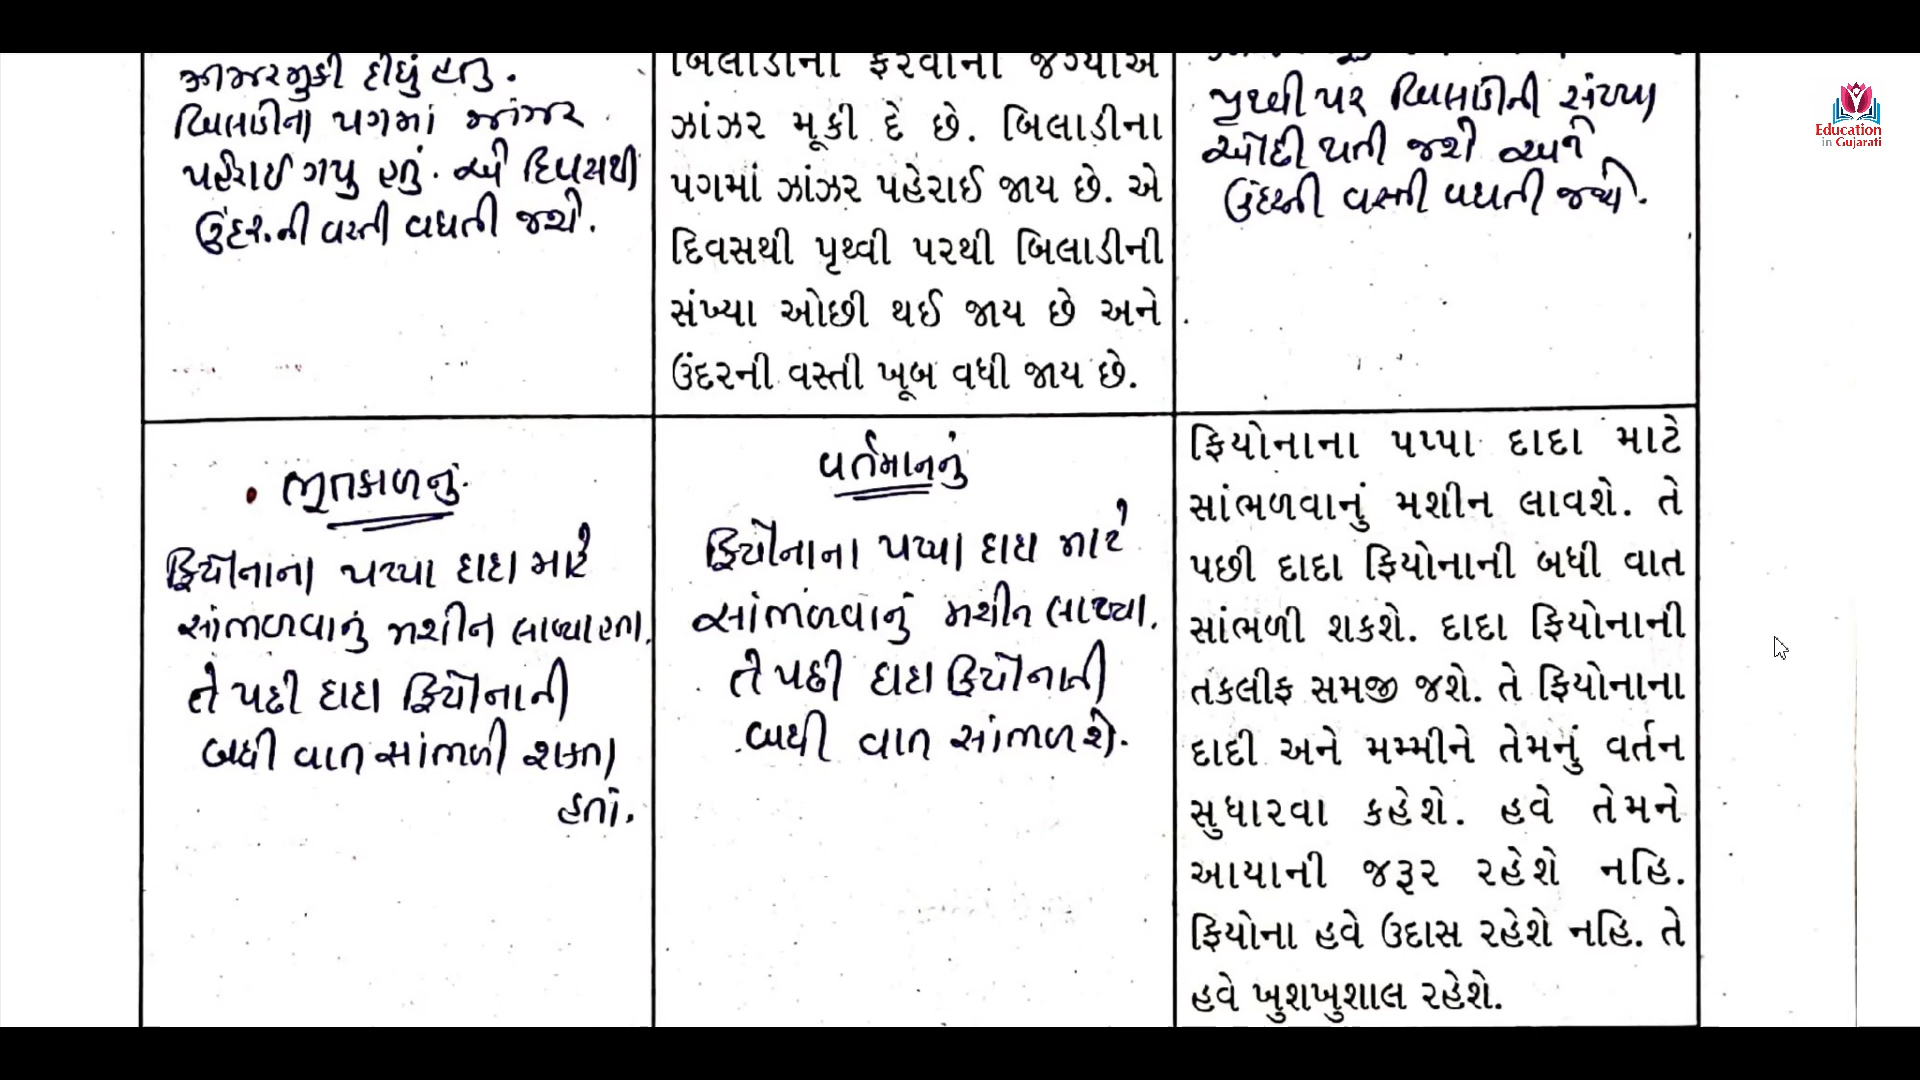 ઝાંઝર મુકી દીધું હતું.
બિલાડીના પગમાં ઝાંઝર
પહેરાઈ ગયુ હતું. એ દિવસથી
ઉંદર.ની વસ્તી વધતી જશે.
બિલાડીના ફરવાની જગ્યાએ
ઝાંઝર મૂકી દે છે. બિલાડીના
પગમાં ઝાંઝર પહેરાઈ જાય છે. એ
દિવસથી પૃથ્વી પરથી બિલાડીની
સંખ્યા ઓછી થઈ જાય છે અને
ઉંદરની વસ્તી ખૂબ વધી જાય છે.
પૃથ્વી પર બિલાડીની સંખ્યા
ઓછી થતી જશે અને
ઉંદરની વસ્તી વધતી જશે.
Education
in Gujarati
ભૂતકાળનું
ફિયોનાના પપ્પા દાદા માટે
સાંભળવાનું મશીન લાવ્યા હતા.
તે પછી દાદા ફિયોનાની
બધી વાત સાંભળી શકતા
હતાં.
વર્તમાનનું
ફિયોનાના પપ્પા દાદા માટે
સાંભળવાનું મશીન લાવ્યા.
તે પછી દાદા ફિયોનાની
બધી વાત સાંભળશે.
ફિયોનાના પપ્પા દાદા માટે
સાંભળવાનું મશીન લાવશે. તે
પછી દાદા ફિયોનાની બધી વાત
સાંભળી શકશે. દાદા ફિયોનાની
તકલીફ સમજી જશે. તે ફિયોનાના
દાદી અને મમ્મીને તેમનું વર્તન
સુધારવા કહેશે. હવે તેમને
આયાની જરૂર રહેશે નહિ.
ફિયોના હવે ઉદાસ રહેશે નહિ. તે
હવે ખુશખુશાલ રહેશે.